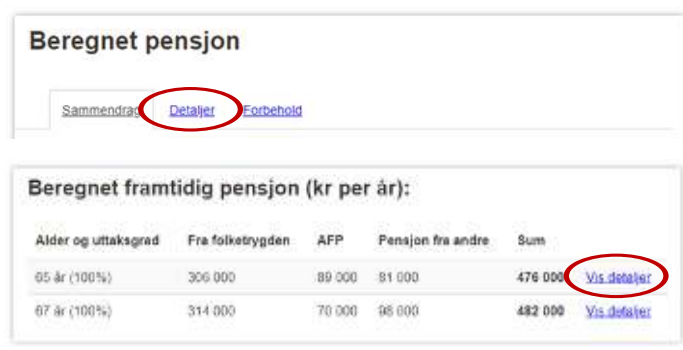 Beregnet pensjon
Sammendrag Detaljer Forbehold
Beregnet framtidig pensjon (kr per år):
Alder og uttaksgrad Fra folketrygden AFP Pensjon fra andre Sum
65 år (100%) 306 000 89 000 81 000 476 000 Vis detaljer
67 år (100%) 314 000 70 000 98 000 482 000 Vis detaljer